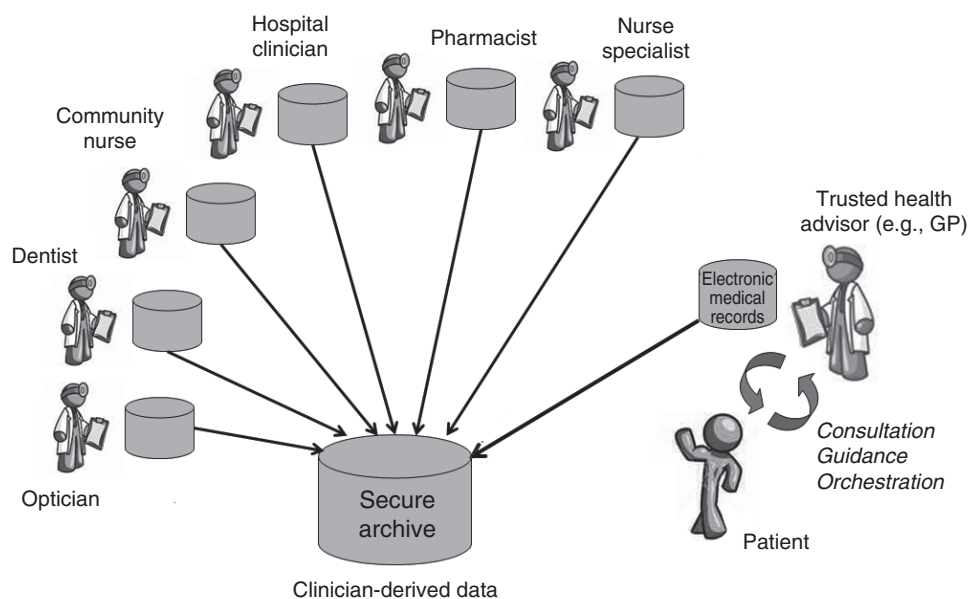 Hospital
clinician
Pharmacist
Nurse
specialist
Community
nurse
Trusted health
advisor (e.g., GP)
Dentist
Electronic
medical
records
Optician
Consultation
Guidance
Orchestration
Secure
archive
Patient
Clinician-derived data